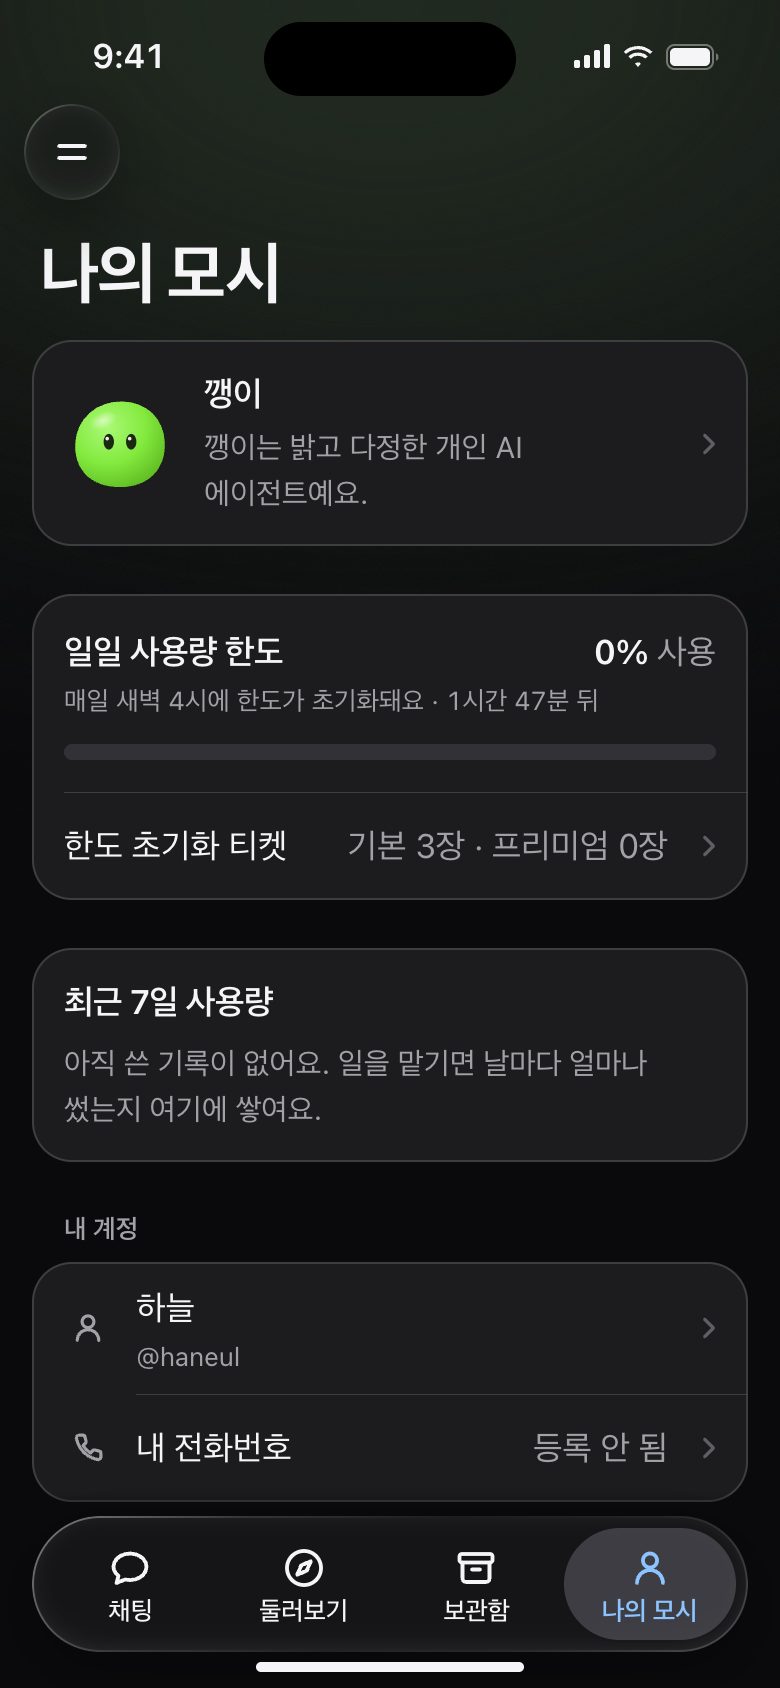 9:41
나의 모시
깽이
깽이는 밝고 다정한 개인 AI
에이전트예요.
일일 사용량 한도 0% 사용
매일 새벽 4시에 한도가 초기화돼요 · 1시간 47분 뒤
한도 초기화 티켓 기본 3장 · 프리미엄 0장
최근 7일 사용량
아직 쓴 기록이 없어요. 일을 맡기면 날마다 얼마나
썼는지 여기에 쌓여요.
내 계정
하늘
@haneul
내 전화번호 등록 안 됨
채팅 둘러보기 보관함 나의 모시